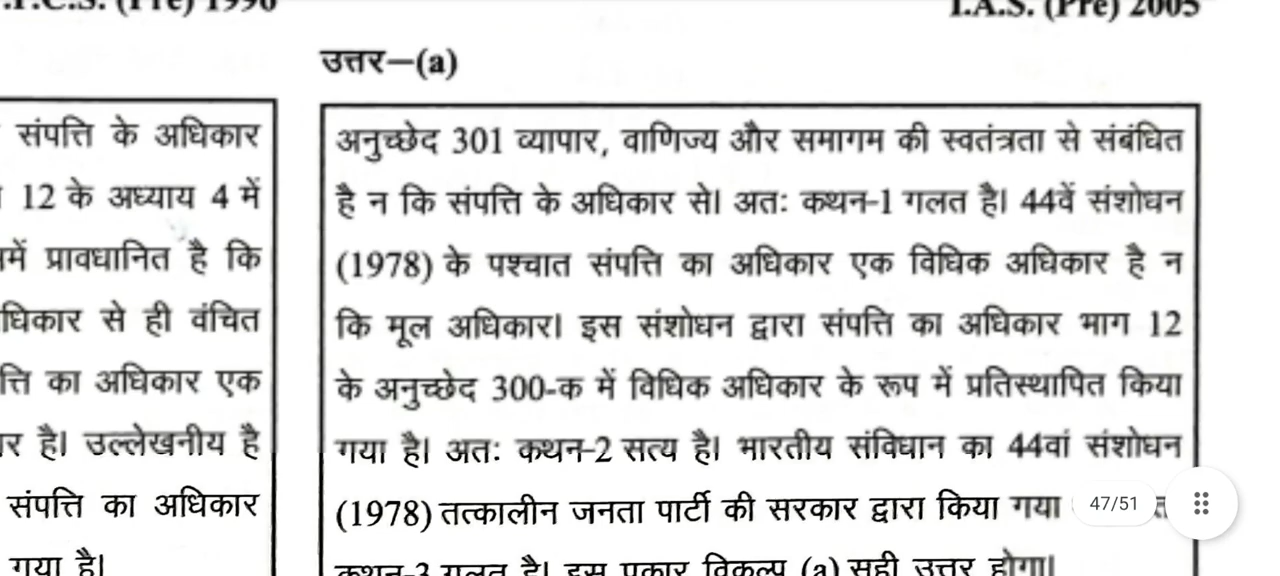 I.A.S. (Pre) 2005
संपत्ति के अधिकार
12 के अध्याय 4 में
प्रावधानित है कि
से ही वंचित
का अधिकार एक
है। उल्लेखनीय है
संपत्ति का अधिकार
गया है।
उत्तर–(a)
अनुच्छेद 301 व्यापार, वाणिज्य और समागम की स्वतंत्रता से संबंधित
है न कि संपत्ति के अधिकार से। अतः कथन-1 गलत है। 44वें संशोधन
(1978) के पश्चात संपत्ति का अधिकार एक विधिक अधिकार है न
कि मूल अधिकार। इस संशोधन द्वारा संपत्ति का अधिकार भाग 12
के अनुच्छेद 300-क में विधिक अधिकार के रूप में प्रतिस्थापित किया
गया है। अतः कथन-2 सत्य है। भारतीय संविधान का 44वां संशोधन
(1978) तत्कालीन जनता पार्टी की सरकार द्वारा किया गया
कथन-3 गलत है। इस प्रकार विकल्प (a) सही उत्तर होगा।
47/51